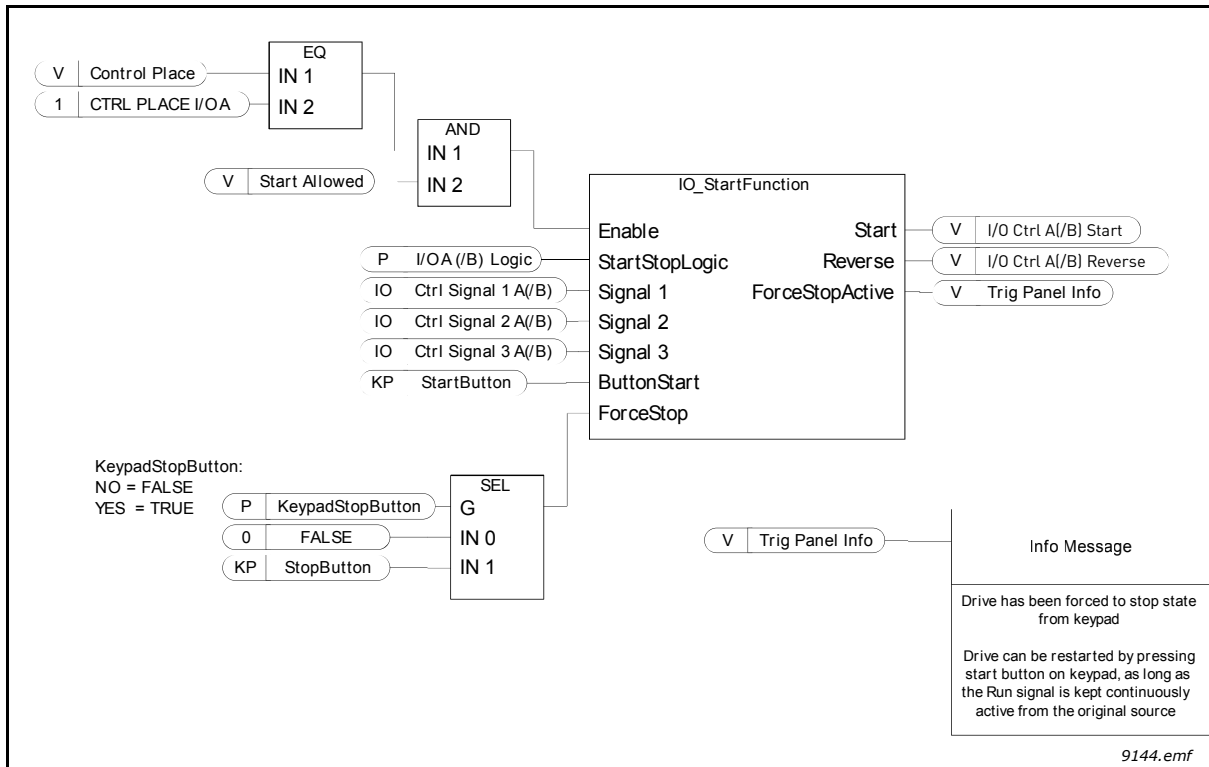 EQ
V Control Place IN 1
1 CTRL PLACE I/OA IN 2
AND
IN 1
V Start Allowed IN 2
IO_StartFunction
Enable Start V I/O Ctrl A(/B) Start
P I/OA (/B) Logic StartStopLogic Reverse V I/O Ctrl A(/B) Reverse
IO Ctrl Signal 1 A(/B) Signal 1 ForceStopActive V Trig Panel Info
IO Ctrl Signal 2 A(/B) Signal 2
IO Ctrl Signal 3 A(/B) Signal 3
KP StartButton ButtonStart
ForceStop
KeypadStopButton:
NO = FALSE
YES = TRUE
SEL
P KeypadStopButton G
0 FALSE IN 0
KP StopButton IN 1
V Trig Panel Info
Info Message
Drive has been forced to stop state
from keypad
Drive can be restarted by pressing
start button on keypad, as long as
the Run signal is kept continuously
active from the original source
9144.emf